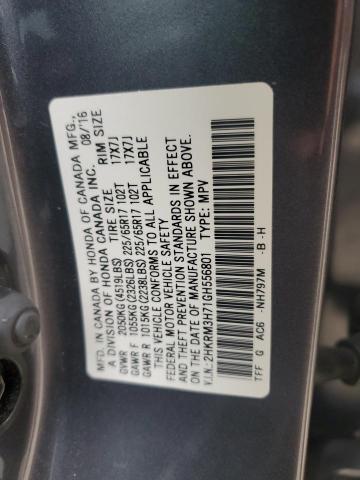 MFD. IN CANADA BY HONDA OF CANADA MFG.,
A DIVISION OF HONDA CANADA INC. 08/'16
TIRE SIZE RIM SIZE
GVWR 2050KG(4519LBS)
GAWR F 1055KG(2326LBS) 225/65R17 102T 17X7J
GAWR R 1015KG(2238LBS) 225/65R17 102T 17X7J
THIS VEHICLE CONFORMS TO ALL APPLICABLE
FEDERAL MOTOR VEHICLE SAFETY
AND THEFT PREVENTION STANDARDS IN EFFECT
ON THE DATE OF MANUFACTURE SHOWN ABOVE.
V.I.N.:2HKRM3H71GH556801 TYPE: MPV
TFF G AC6 -NH797M -B -H